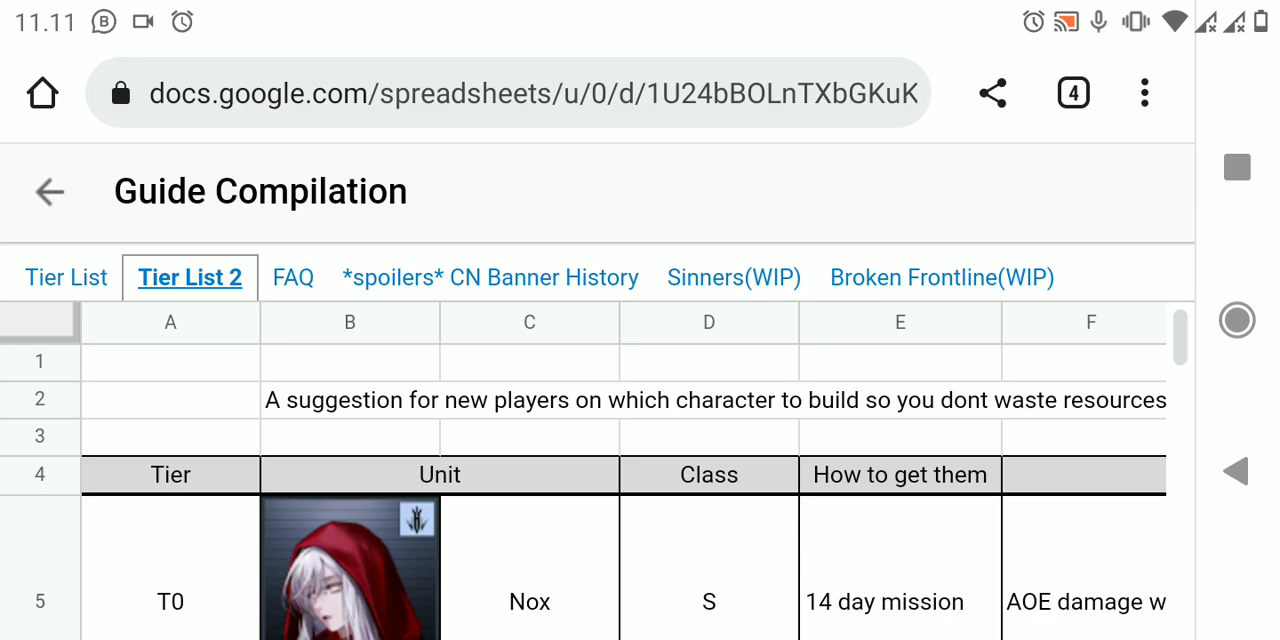 11.11
docs.google.com/spreadsheets/u/0/d/1U24bBOLnTXbGKuK
4
Guide Compilation
Tier List Tier List 2 FAQ *spoilers* CN Banner History Sinners(WIP) Broken Frontline(WIP)
A B C D E F
1
2 A suggestion for new players on which character to build so you dont waste resources
3
4 Tier Unit Class How to get them
5 T0 Nox S 14 day mission AOE damage w